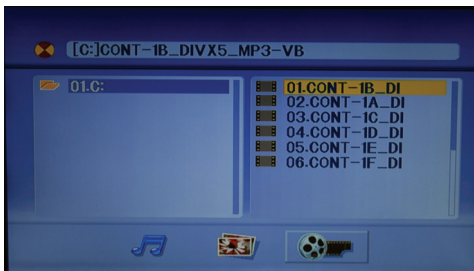 [C:]CONT-1B_DIVX5_MP3-VB
01.C:
01.CONT-1B_DI
02.CONT-1A_DI
03.CONT-1C_DI
04.CONT-1D_DI
05.CONT-1E_DI
06.CONT-1F_DI